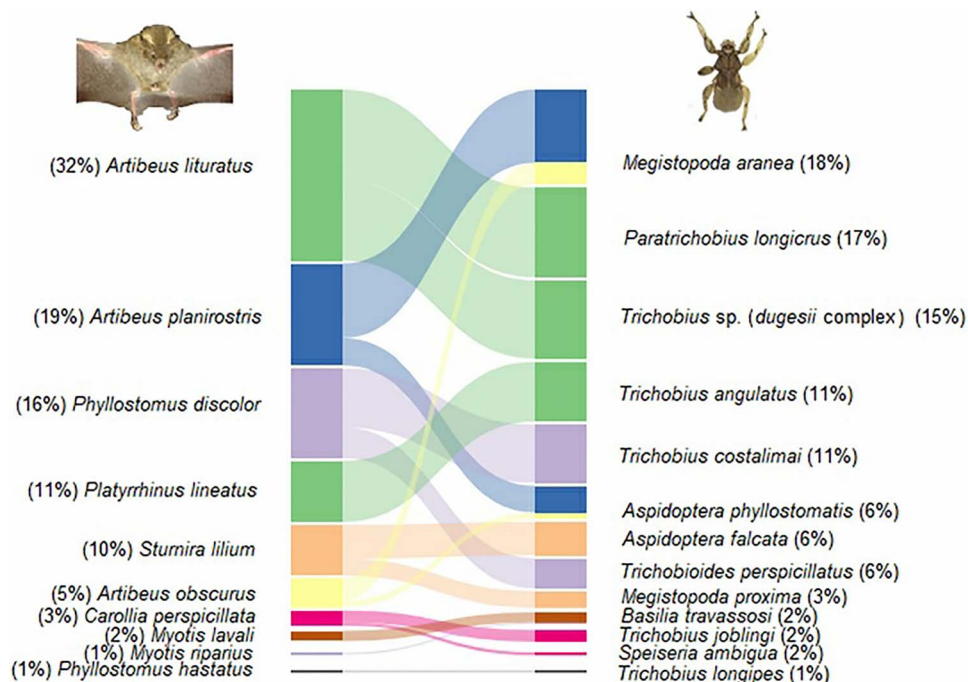 (32%) Artibeus lituratus
(19%) Artibeus planirostris
(16%) Phyllostomus discolor
(11%) Platyrrhinus lineatus
(10%) Sturnira lilium
(5%) Artibeus obscurus
(3%) Carollia perspicillata
(2%) Myotis lavali
(1%) Myotis riparius
(1%) Phyllostomus hastatus
Megistopoda aranea (18%)
Paratrichobius longicrus (17%)
Trichobius sp. (dugesii complex) (15%)
Trichobius angulatus (11%)
Trichobius costalimai (11%)
Aspidoptera phyllostomatis (6%)
Aspidoptera falcata (6%)
Trichobioides perspicillatus (6%)
Megistopoda proxima (3%)
Basilia travassosi (2%)
Trichobius joblingi (2%)
Speiseria ambigua (2%)
Trichobius longipes (1%)